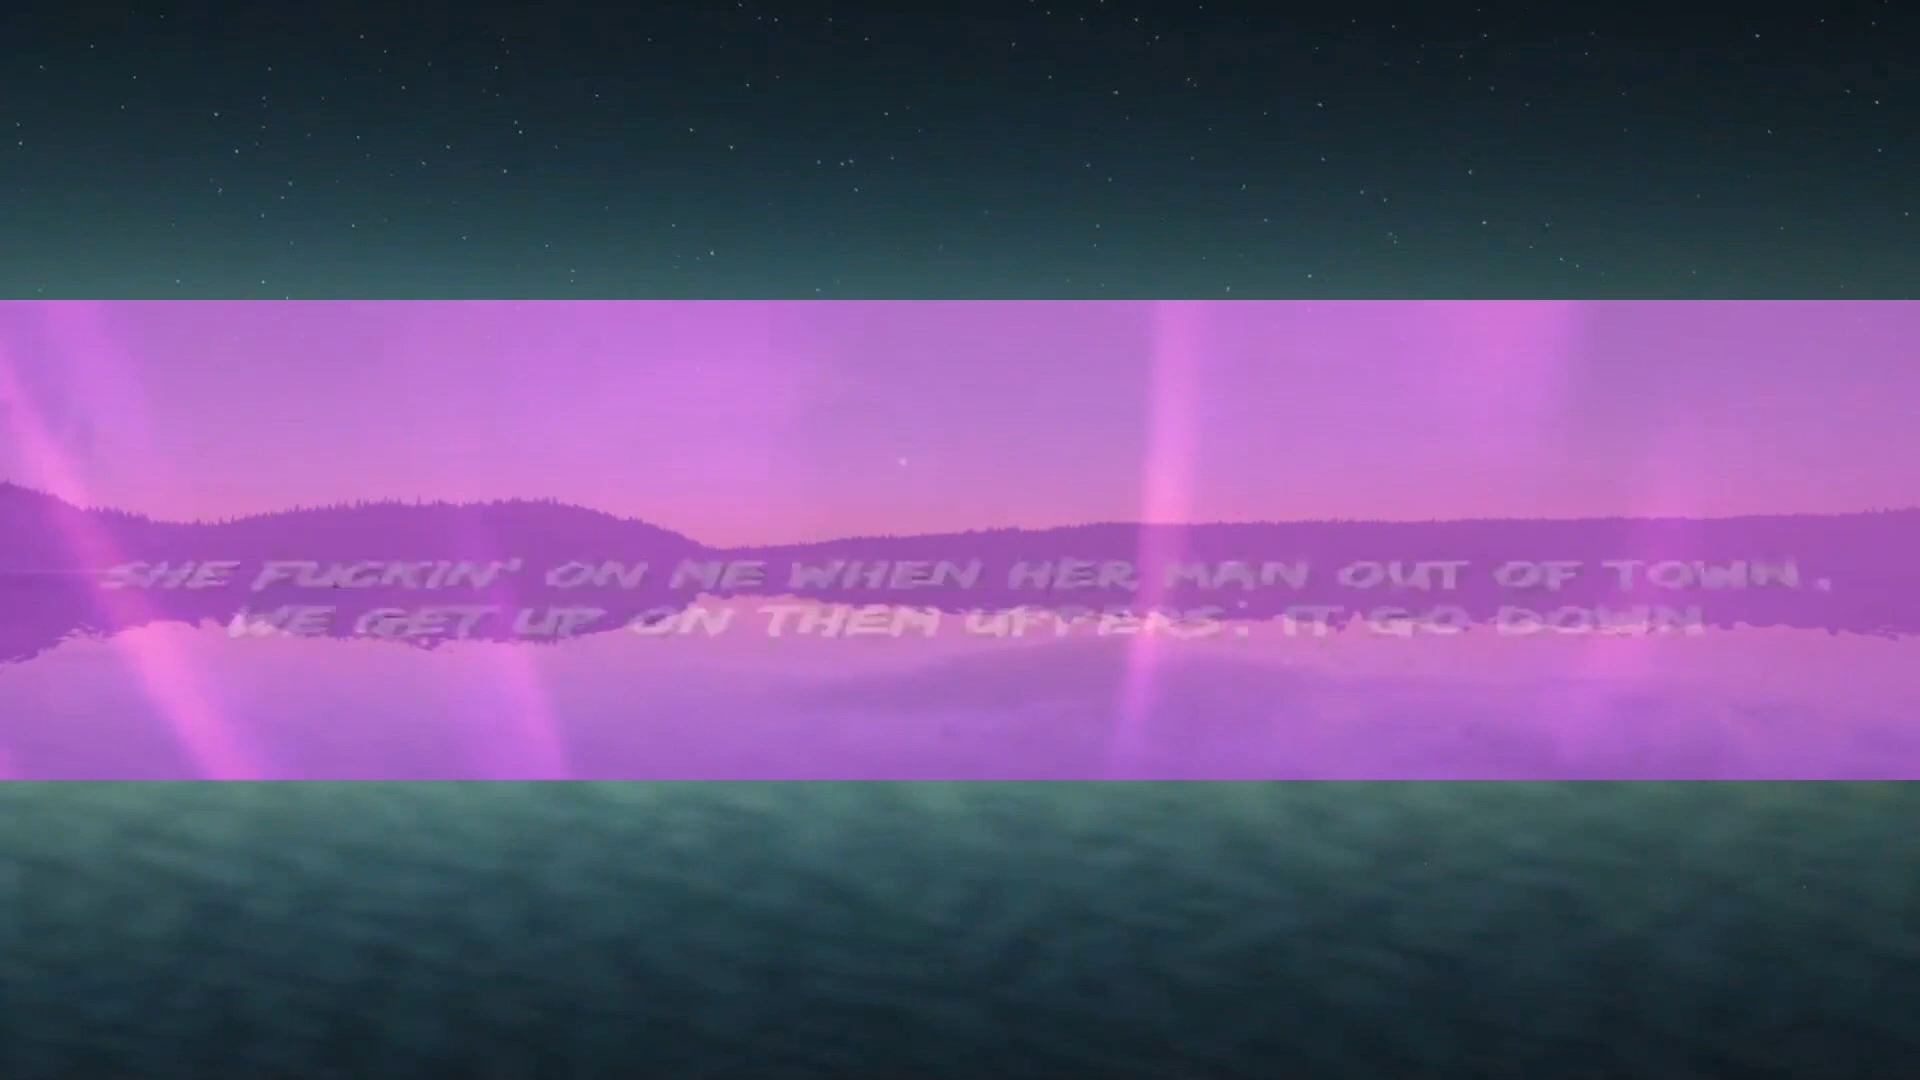 SHE FUCKIN' ON ME WHEN HER MAN OUT OF TOWN,
WE GET UP ON THEM UPPERS, IT GO DOWN